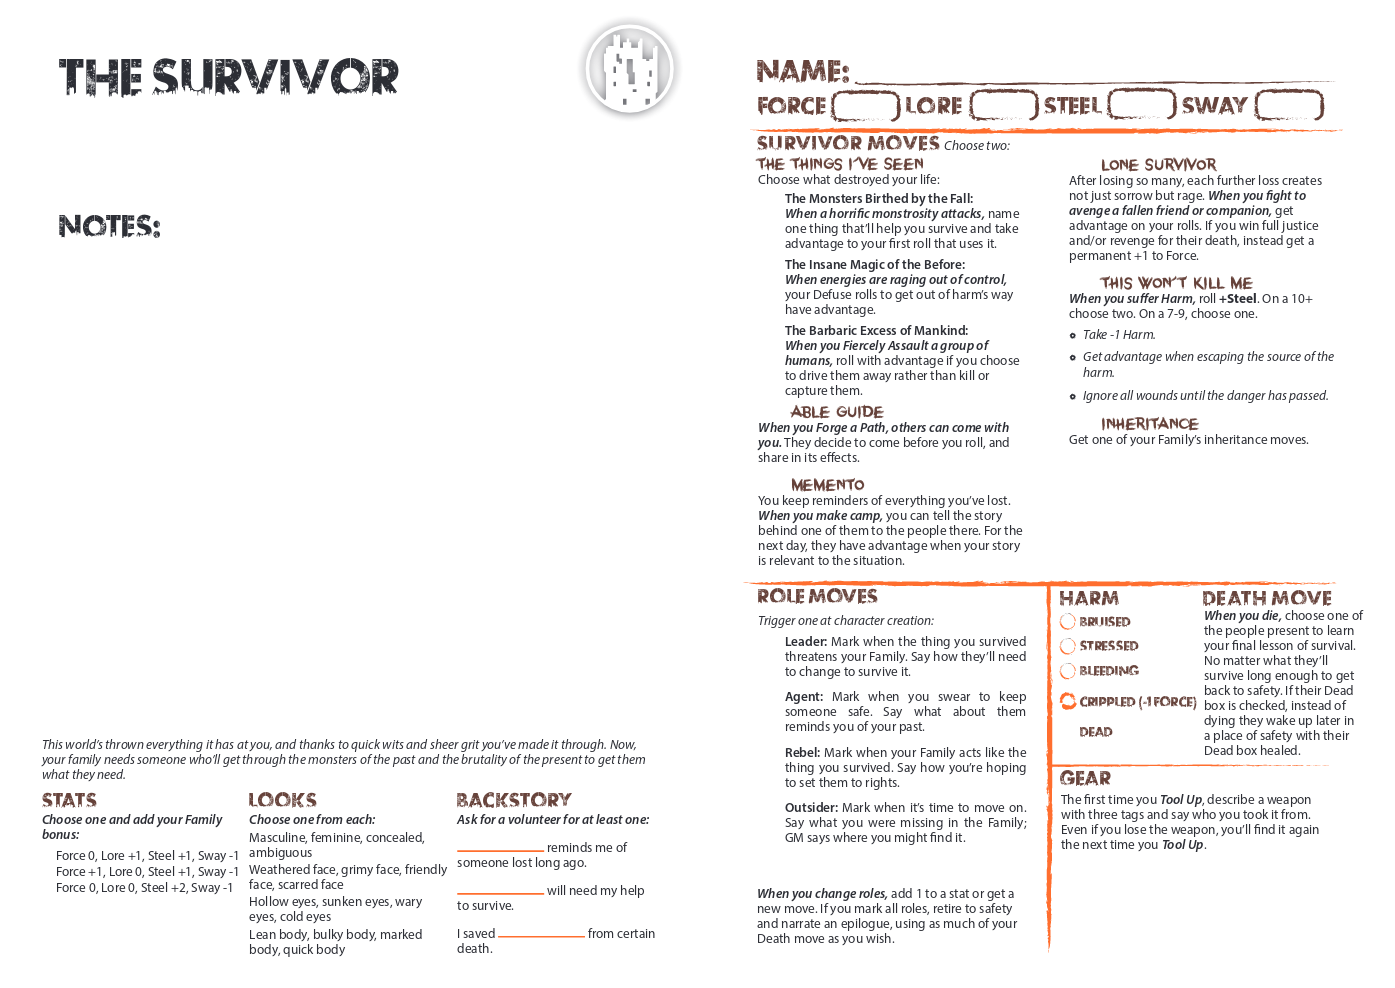 THE SURVIVOR
NOTES:
This world's thrown everything it has at you, and thanks to quick wits and sheer grit you've made it through. Now,
your family needs someone who'll get through the monsters of the past and the brutality of the present to get them
what they need.
STATS
Choose one and add your Family
bonus:
Force 0, Lore +1, Steel +1, Sway -1
Force +1, Lore 0, Steel +1, Sway -1
Force 0, Lore 0, Steel +2, Sway -1
LOOKS
Choose one from each:
Masculine, feminine, concealed,
ambiguous
Weathered face, grimy face, friendly
face, scarred face
Hollow eyes, sunken eyes, wary
eyes, cold eyes
Lean body, bulky body, marked
body, quick body
BACKSTORY
Ask for a volunteer for at least one:
reminds me of
someone lost long ago.
will need my help
to survive.
I saved from certain
death.
NAME:
FORCE LORE STEEL SWAY
SURVIVOR MOVES Choose two:
THE THINGS I'VE SEEN
Choose what destroyed your life:
The Monsters Birthed by the Fall:
When a horrific monstrosity attacks, name
one thing that'll help you survive and take
advantage to your first roll that uses it.
The Insane Magic of the Before:
When energies are raging out of control,
your Defuse rolls to get out of harm's way
have advantage.
The Barbaric Excess of Mankind:
When you Fiercely Assault a group of
humans, roll with advantage if you choose
to drive them away rather than kill or
capture them.
ABLE GUIDE
When you Forge a Path, others can come with
you. They decide to come before you roll, and
share in its effects.
MEMENTO
You keep reminders of everything you've lost.
When you make camp, you can tell the story
behind one of them to the people there. For the
next day, they have advantage when your story
is relevant to the situation.
LONE SURVIVOR
After losing so many, each further loss creates
not just sorrow but rage. When you fight to
avenge a fallen friend or companion, get
advantage on your rolls. If you win full justice
and/or revenge for their death, instead get a
permanent +1 to Force.
THIS WON'T KILL ME
When you suffer Harm, roll +Steel. On a 10+
choose two. On a 7-9, choose one.
Take -1 Harm.
Get advantage when escaping the source of the
harm.
Ignore all wounds until the danger has passed.
INHERITANCE
Get one of your Family's inheritance moves.
ROLE MOVES
Trigger one at character creation:
Leader: Mark when the thing you survived
threatens your Family. Say how they'll need
to change to survive it.
Agent: Mark when you swear to keep
someone safe. Say what about them
reminds you of your past.
Rebel: Mark when your Family acts like the
thing you survived. Say how you're hoping
to set them to rights.
Outsider: Mark when it's time to move on.
Say what you were missing in the Family;
GM says where you might find it.
When you change roles, add 1 to a stat or get a
new move. If you mark all roles, retire to safety
and narrate an epilogue, using as much of your
Death move as you wish.
HARM
BRUISED
STRESSED
BLEEDING
CRIPPLED (-1 FORCE)
DEAD
DEATH MOVE
When you die, choose one of
the people present to learn
your final lesson of survival.
No matter what they'll
survive long enough to get
back to safety. If their Dead
box is checked, instead of
dying they wake up later in
a place of safety with their
Dead box healed.
GEAR
The first time you Tool Up, describe a weapon
with three tags and say who you took it from.
Even if you lose the weapon, you'll find it again
the next time you Tool Up.